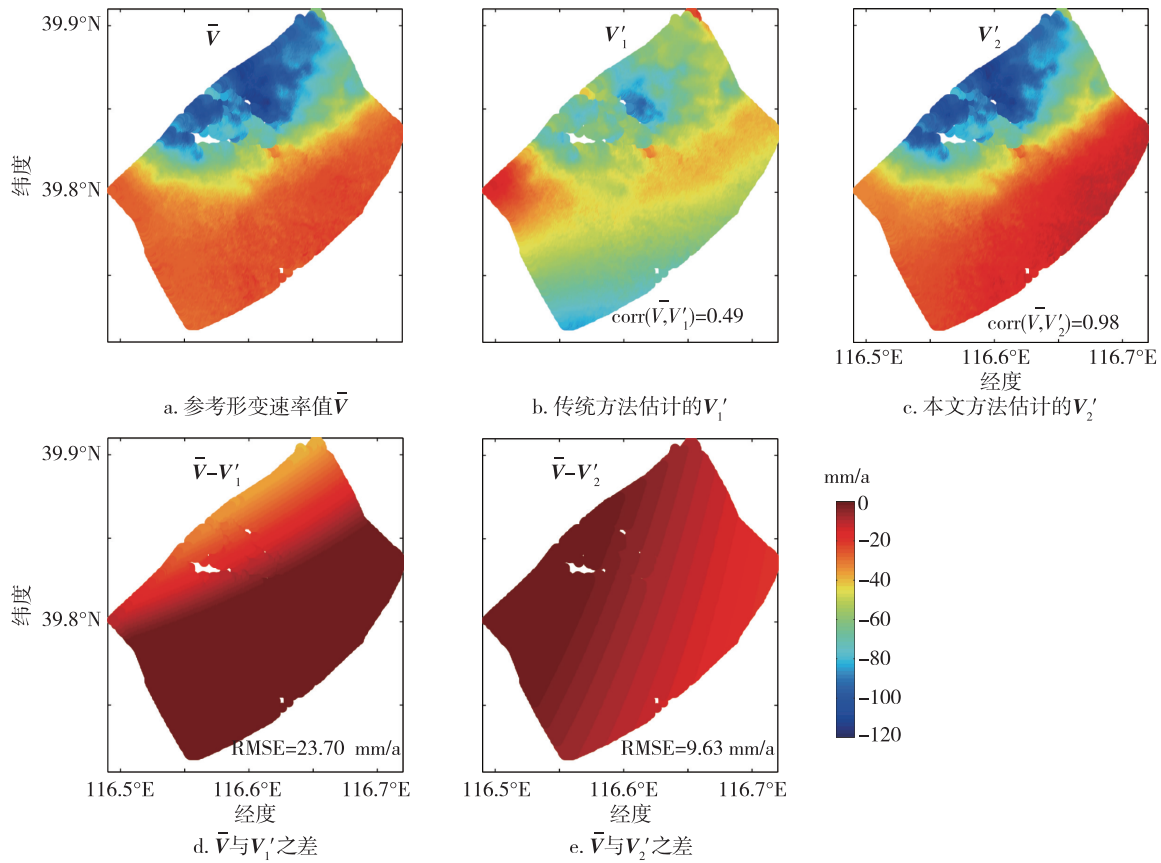 39.9°N
V̄
V′₁
V′₂
纬度
39.8°N
corr(V̄,V′₁)=0.49
corr(V̄,V′₂)=0.98
116.5°E 116.6°E 116.7°E
经度
a. 参考形变速率值V̄
b. 传统方法估计的V₁′
c. 本文方法估计的V₂′
39.9°N
V̄−V′₁
V̄−V′₂
mm/a
0
−20
−40
−60
−80
−100
−120
纬度
39.8°N
RMSE=23.70 mm/a
RMSE=9.63 mm/a
116.5°E 116.6°E 116.7°E
116.5°E 116.6°E 116.7°E
经度
经度
d. V̄与V₁′之差
e. V̄与V₂′之差